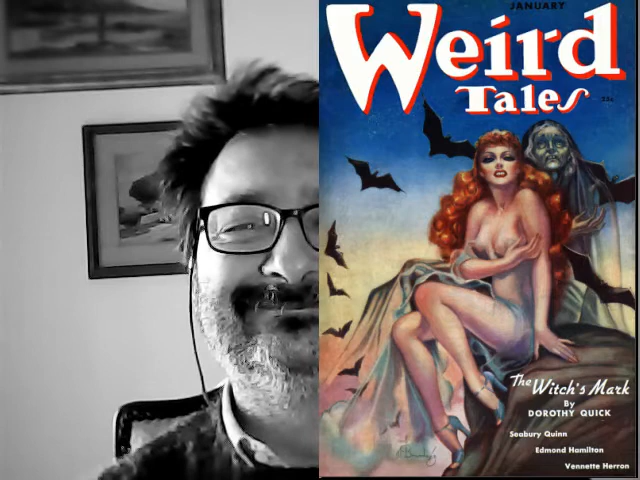 JANUARY
Weird
Tales
25¢
The Witch's Mark
By
DOROTHY QUICK
Seabury Quinn
Edmond Hamilton
Vennette Herron